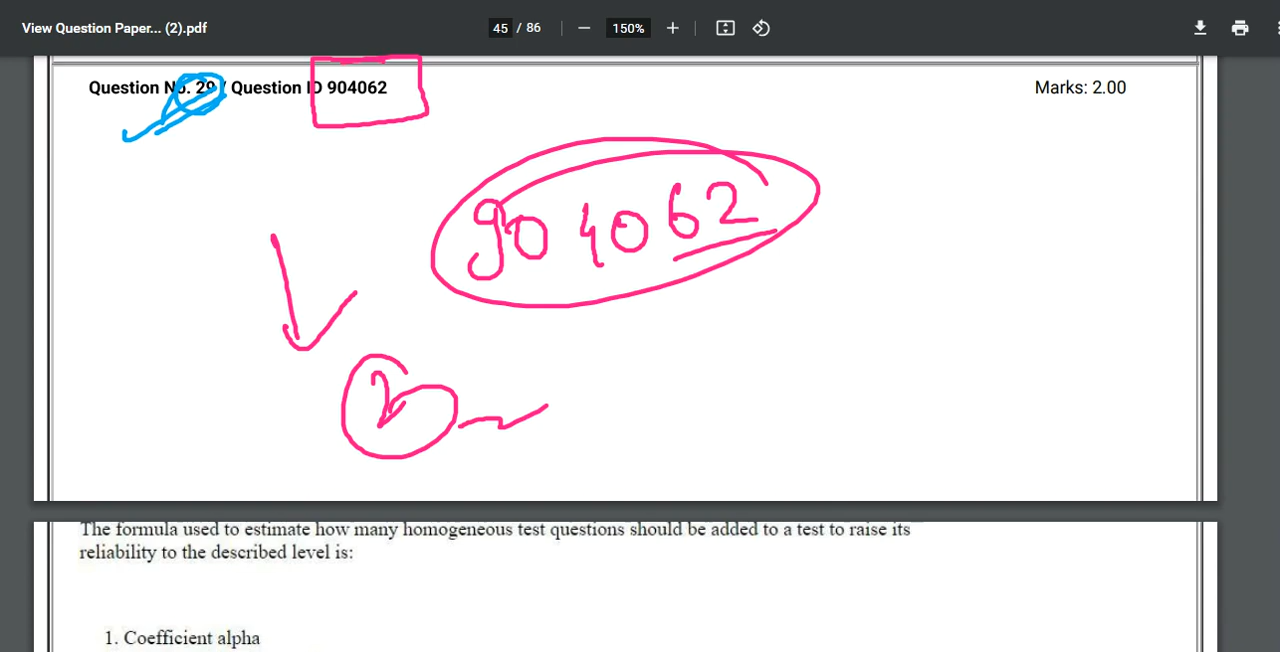 View Question Paper... (2).pdf
45 / 86
150%
Question No. 29 / Question ID 904062
Marks: 2.00
904062
The formula used to estimate how many homogeneous test questions should be added to a test to raise its
reliability to the described level is:
1. Coefficient alpha